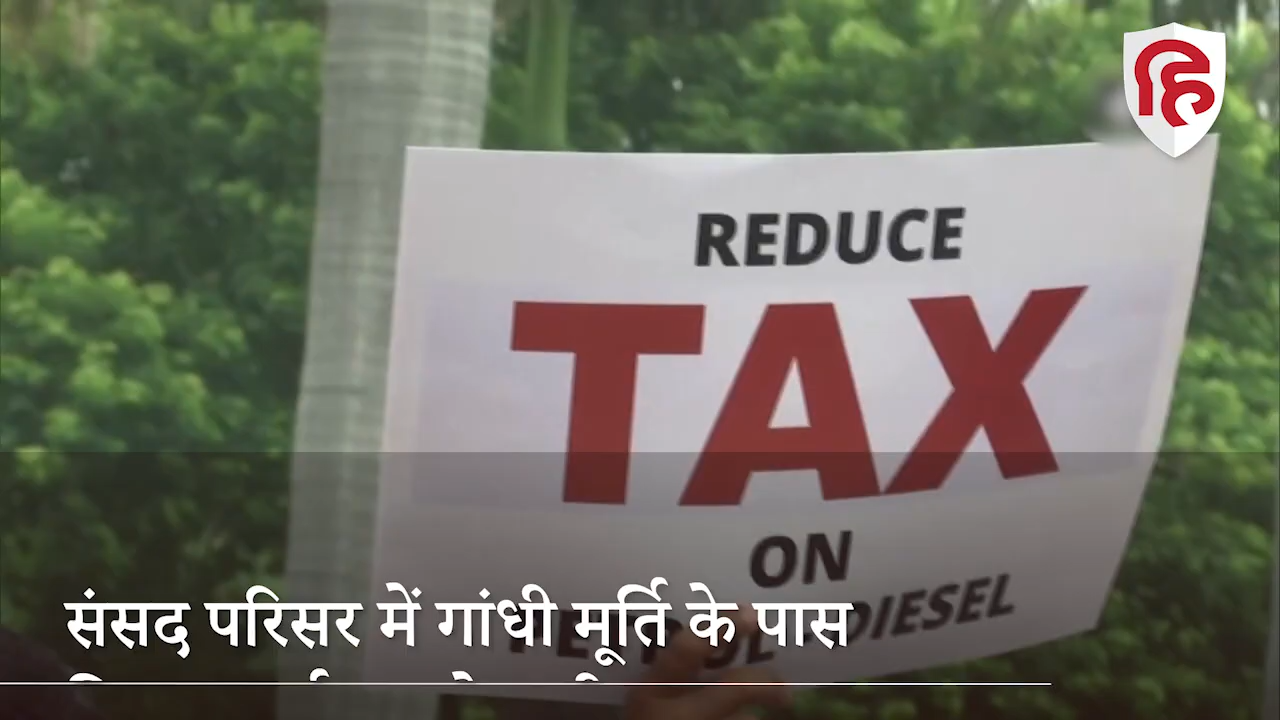 हि
REDUCE
TAX
ON
DIESEL
संसद परिसर में गांधी मूर्ति के पास